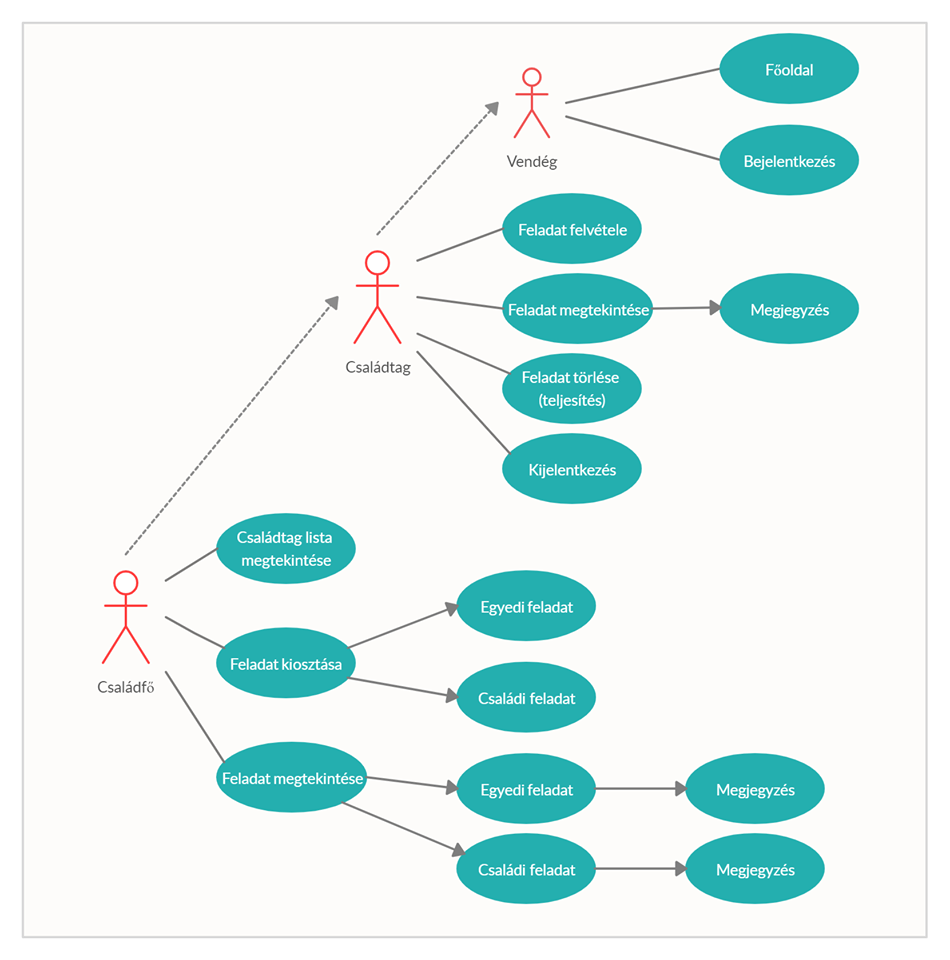 Főoldal
Vendég
Bejelentkezés
Feladat felvétele
Feladat megtekintése
Megjegyzés
Családtag
Feladat törlése
(teljesítés)
Kijelentkezés
Családtag lista
megtekintése
Egyedi feladat
Feladat kiosztása
Családfő
Családi feladat
Feladat megtekintése
Egyedi feladat
Megjegyzés
Családi feladat
Megjegyzés